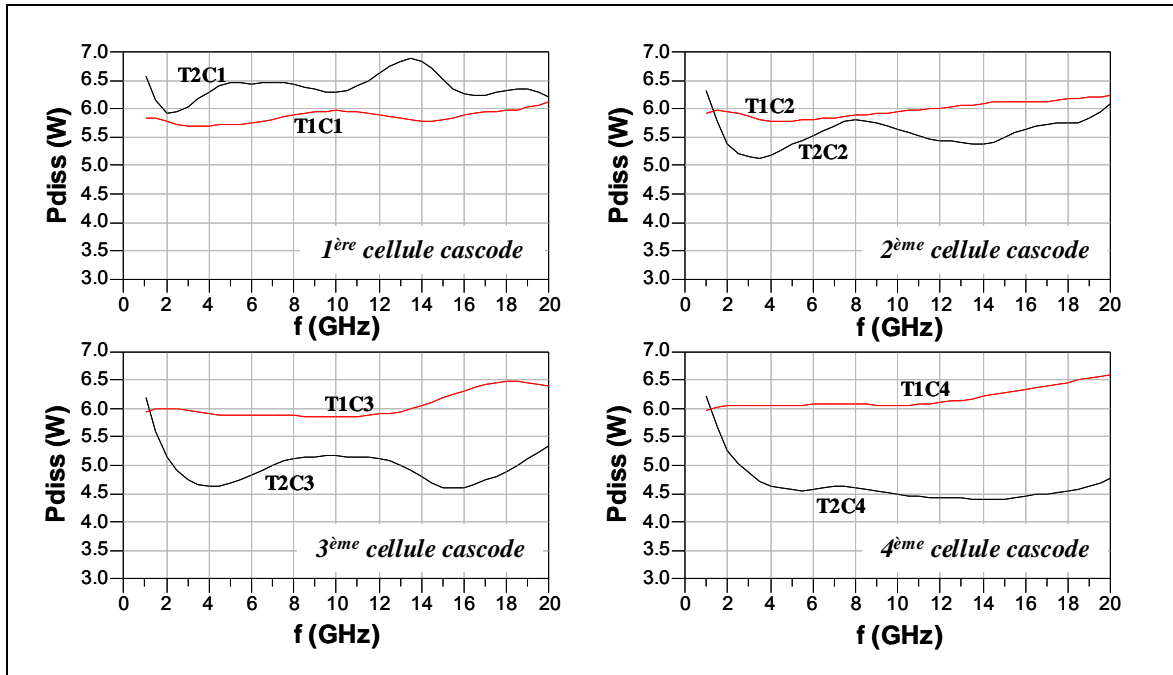 7.0
6.5
6.0
5.5
5.0
4.5
4.0
3.5
3.0
Pdiss (W)
T2C1
T1C1
1ère cellule cascode
0 2 4 6 8 10 12 14 16 18 20
f (GHz)
7.0
6.5
6.0
5.5
5.0
4.5
4.0
3.5
3.0
Pdiss (W)
T1C2
T2C2
2ème cellule cascode
0 2 4 6 8 10 12 14 16 18 20
f (GHz)
7.0
6.5
6.0
5.5
5.0
4.5
4.0
3.5
3.0
Pdiss (W)
T1C3
T2C3
3ème cellule cascode
0 2 4 6 8 10 12 14 16 18 20
f (GHz)
7.0
6.5
6.0
5.5
5.0
4.5
4.0
3.5
3.0
Pdiss (W)
T1C4
T2C4
4ème cellule cascode
0 2 4 6 8 10 12 14 16 18 20
f (GHz)